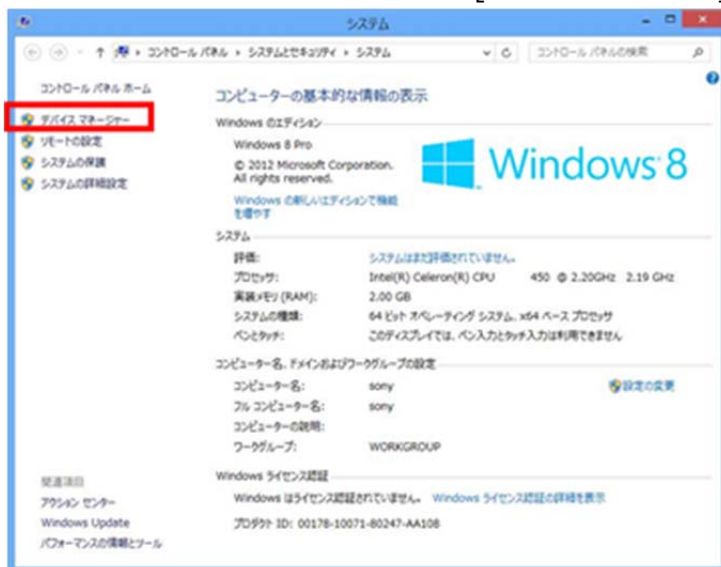 システム
コントロール パネル ▸ システムとセキュリティ ▸ システム
コントロール パネルの検索
コントロール パネル ホーム
デバイス マネージャー
リモートの設定
システムの保護
システムの詳細設定
コンピューターの基本的な情報の表示
Windows のエディション
Windows 8 Pro
© 2012 Microsoft Corporation.
All rights reserved.
Windows の新しいエディションで機能
を増やす
Windows 8
システム
評価: システムはまだ評価されていません。
プロセッサ: Intel(R) Celeron(R) CPU 450 @ 2.20GHz 2.19 GHz
実装メモリ (RAM): 2.00 GB
システムの種類: 64 ビット オペレーティング システム、x64 ベース プロセッサ
ペンとタッチ: このディスプレイでは、ペン入力とタッチ入力は利用できません
コンピューター名、ドメインおよびワークグループの設定
コンピューター名: sony
設定の変更
フル コンピューター名: sony
コンピューターの説明:
ワークグループ: WORKGROUP
Windows ライセンス認証
Windows はライセンス認証されていません。 Windows ライセンス認証の詳細を表示
プロダクト ID: 00178-10071-80247-AA108
関連項目
アクション センター
Windows Update
パフォーマンスの情報とツール